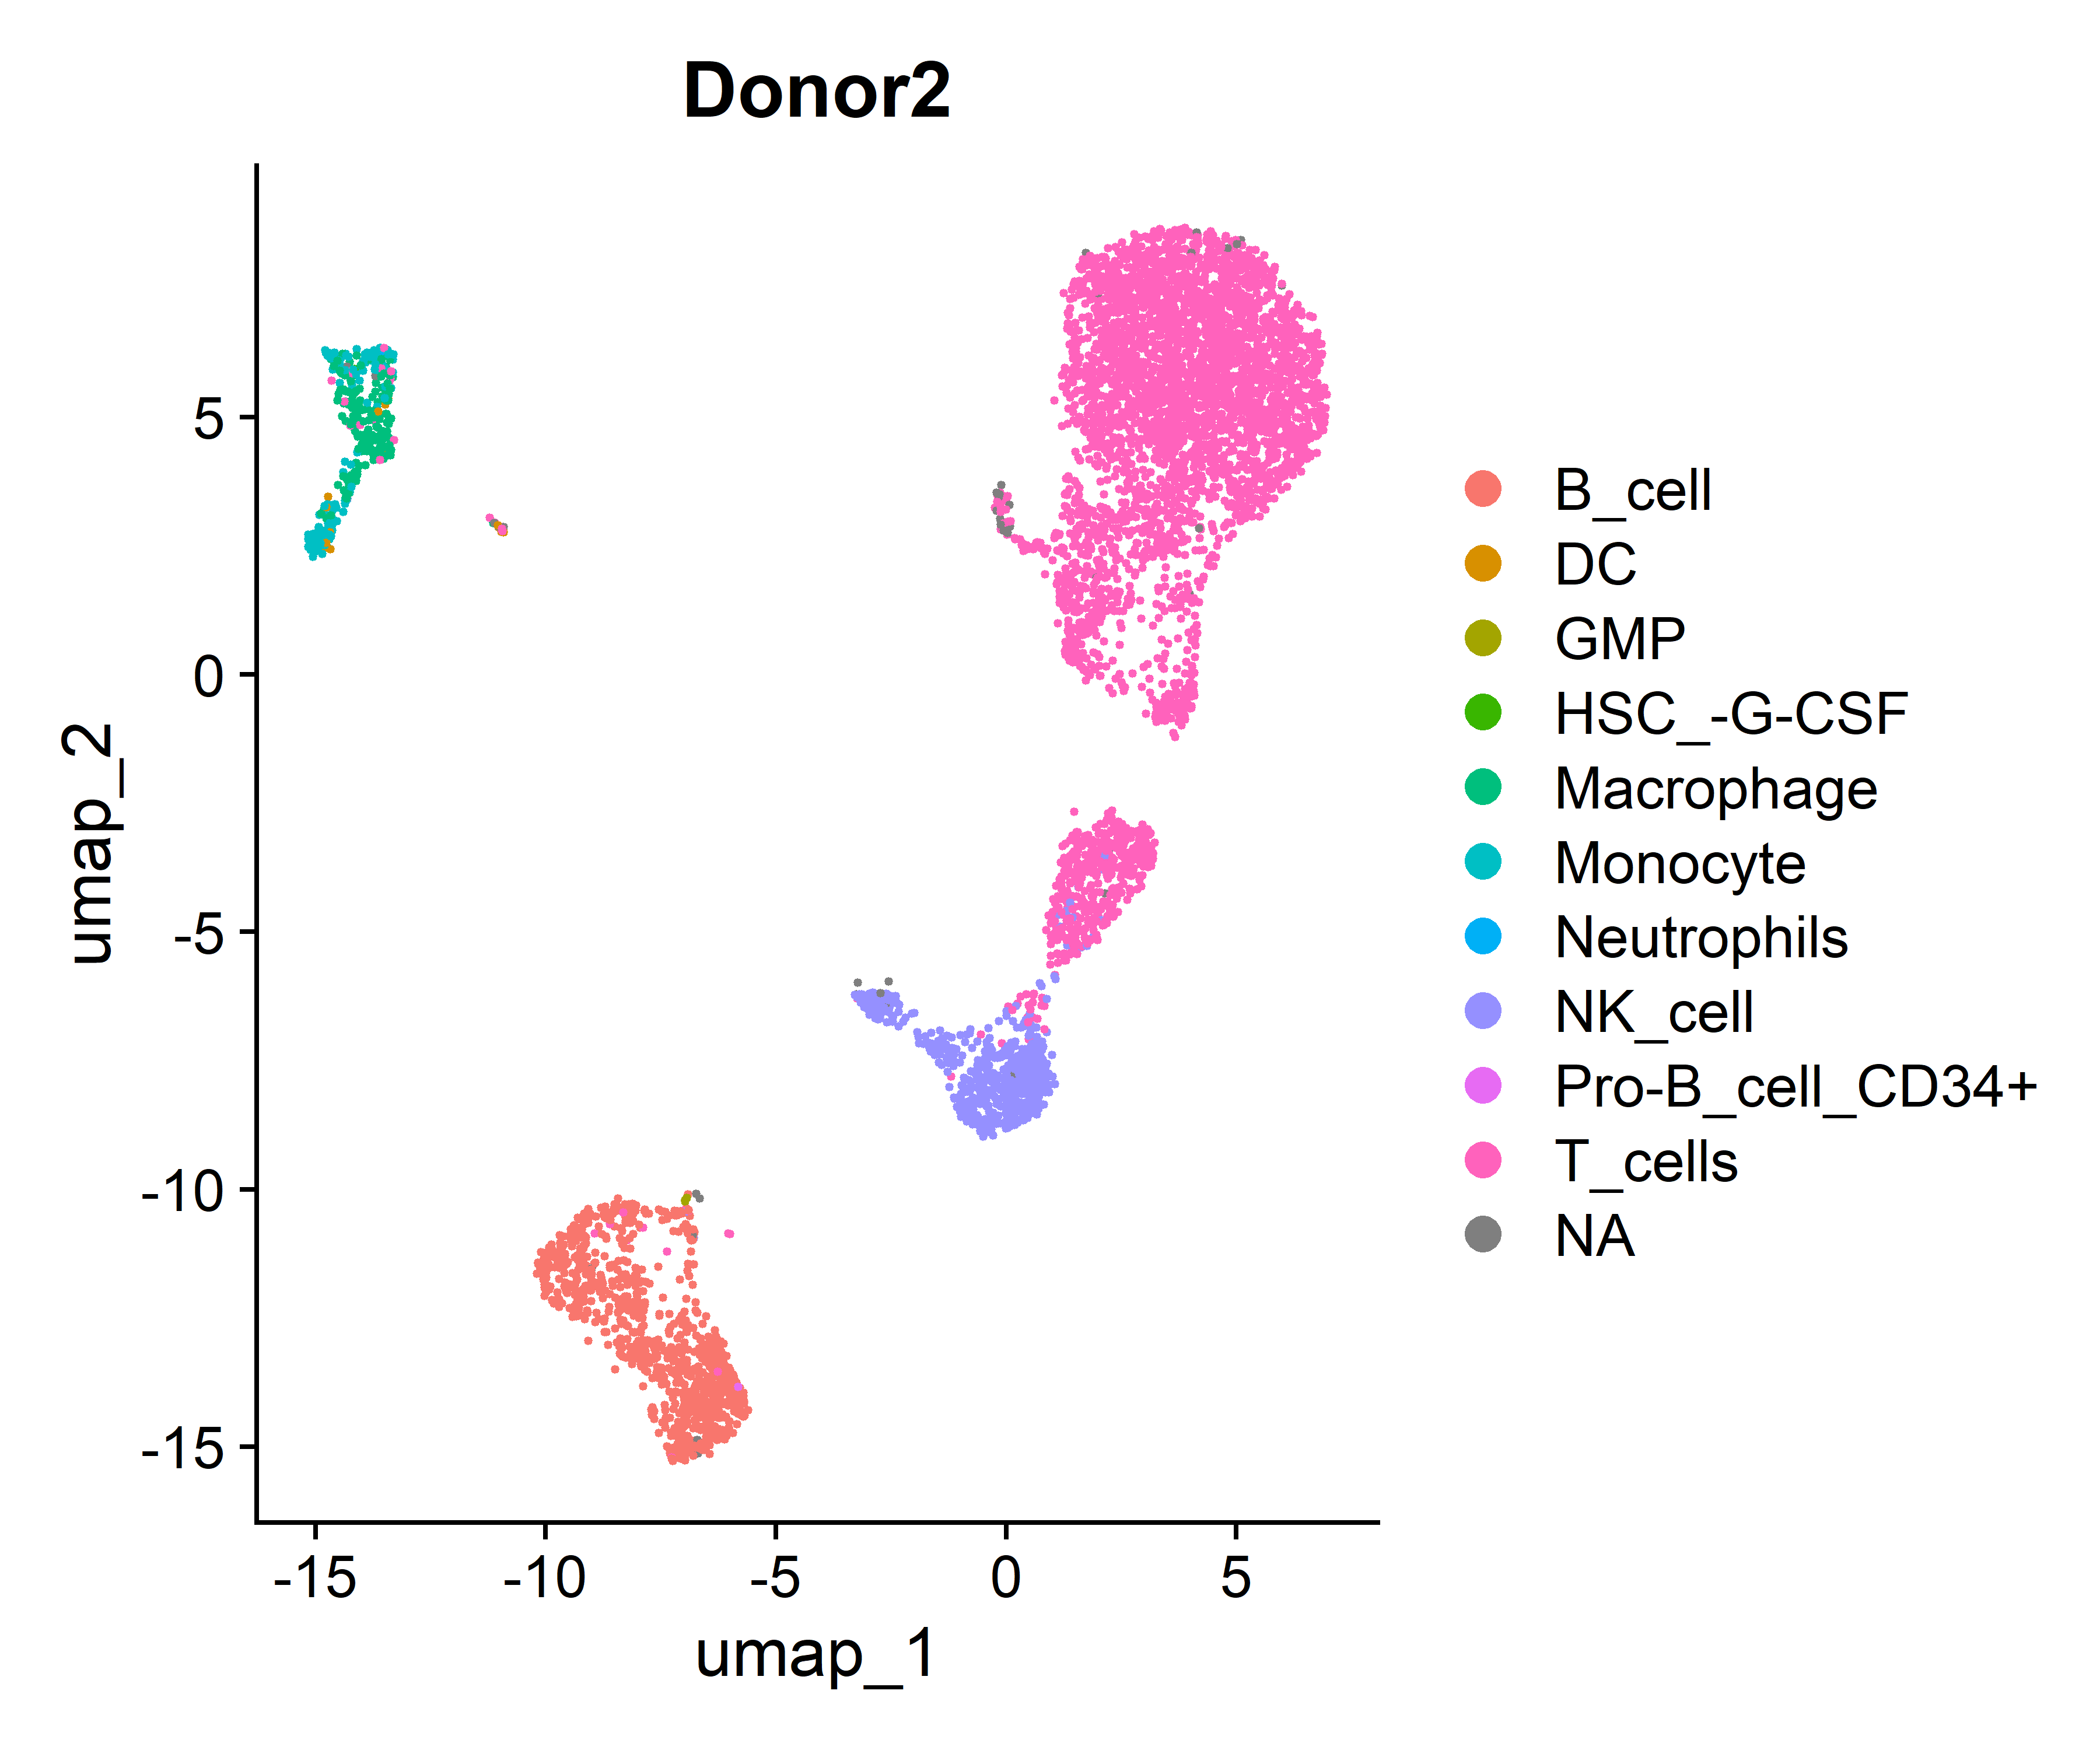 Donor2
5
0
-5
-10
-15
umap_2
-15 -10 -5 0 5
umap_1
B_cell
DC
GMP
HSC_-G-CSF
Macrophage
Monocyte
Neutrophils
NK_cell
Pro-B_cell_CD34+
T_cells
NA